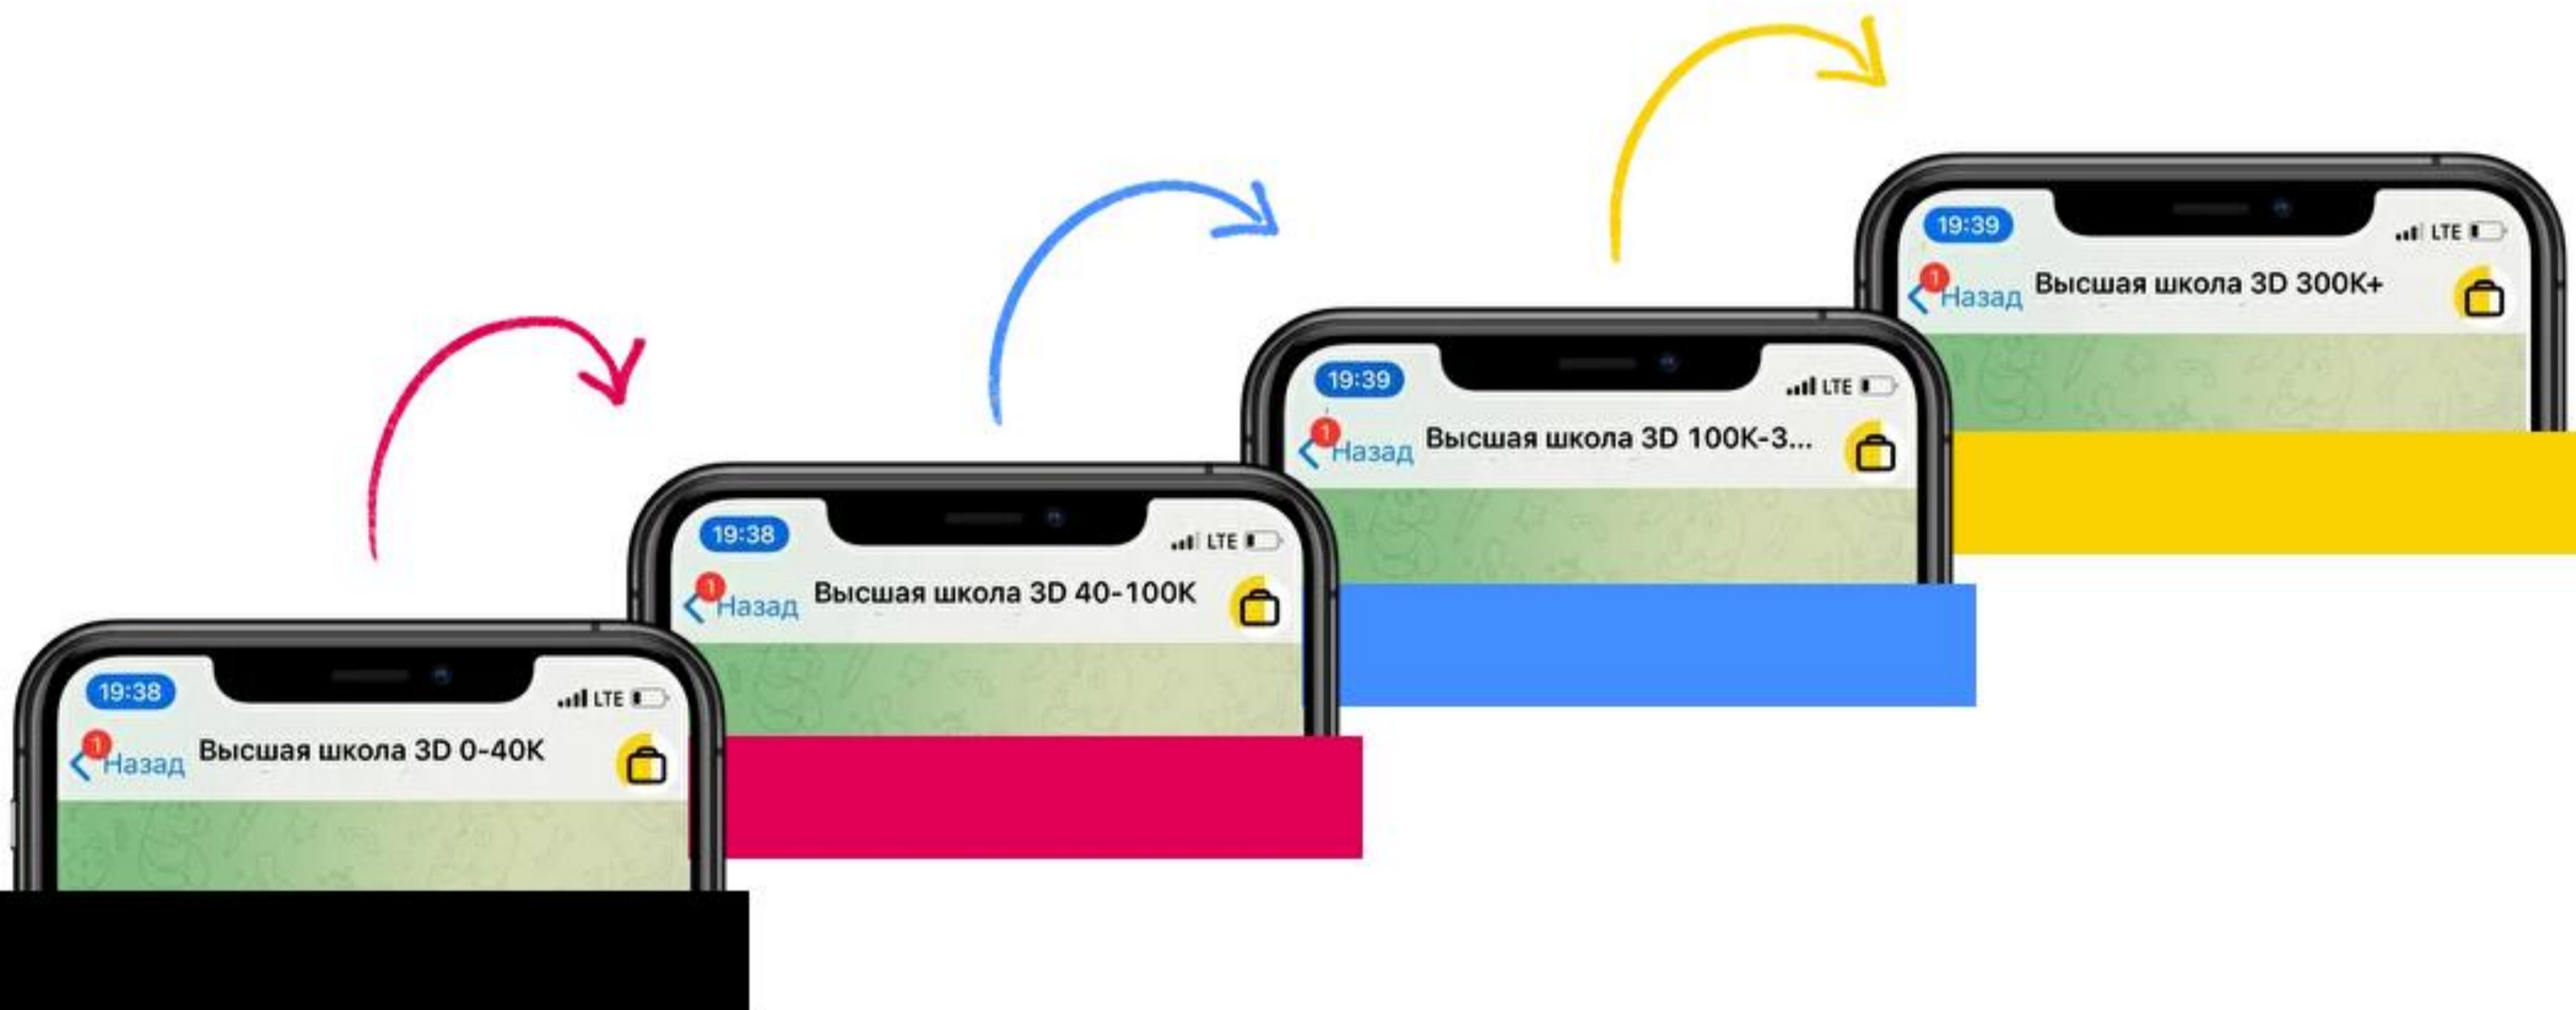 19:39
LTE
1
Назад
Высшая школа 3D 300K+
19:39
LTE
1
Назад
Высшая школа 3D 100K-3...
19:38
LTE
1
Назад
Высшая школа 3D 40-100K
19:38
LTE
1
Назад
Высшая школа 3D 0-40K